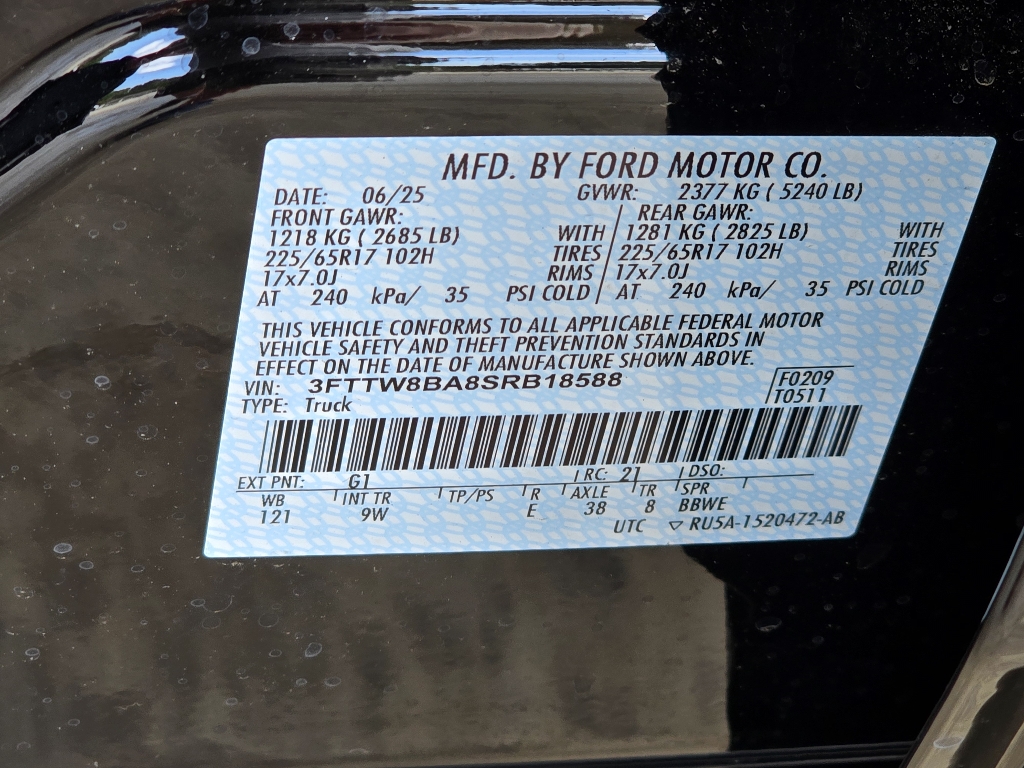 MFD. BY FORD MOTOR CO.
DATE: 06/25 GVWR: 2377 KG ( 5240 LB)
FRONT GAWR: REAR GAWR:
1218 KG ( 2685 LB) WITH 1281 KG ( 2825 LB) WITH
225/65R17 102H TIRES 225/65R17 102H TIRES
17x7.0J RIMS 17x7.0J RIMS
AT 240 kPa/ 35 PSI COLD AT 240 kPa/ 35 PSI COLD
THIS VEHICLE CONFORMS TO ALL APPLICABLE FEDERAL MOTOR
VEHICLE SAFETY AND THEFT PREVENTION STANDARDS IN
EFFECT ON THE DATE OF MANUFACTURE SHOWN ABOVE.
VIN: 3FTTW8BA8SRB18588 F0209
TYPE: Truck T0511
EXT PNT: G1 RC: 21 DSO:
WB INT TR TP/PS R AXLE TR SPR
121 9W E 38 8 BBWE
UTC ▽ RU5A-1520472-AB